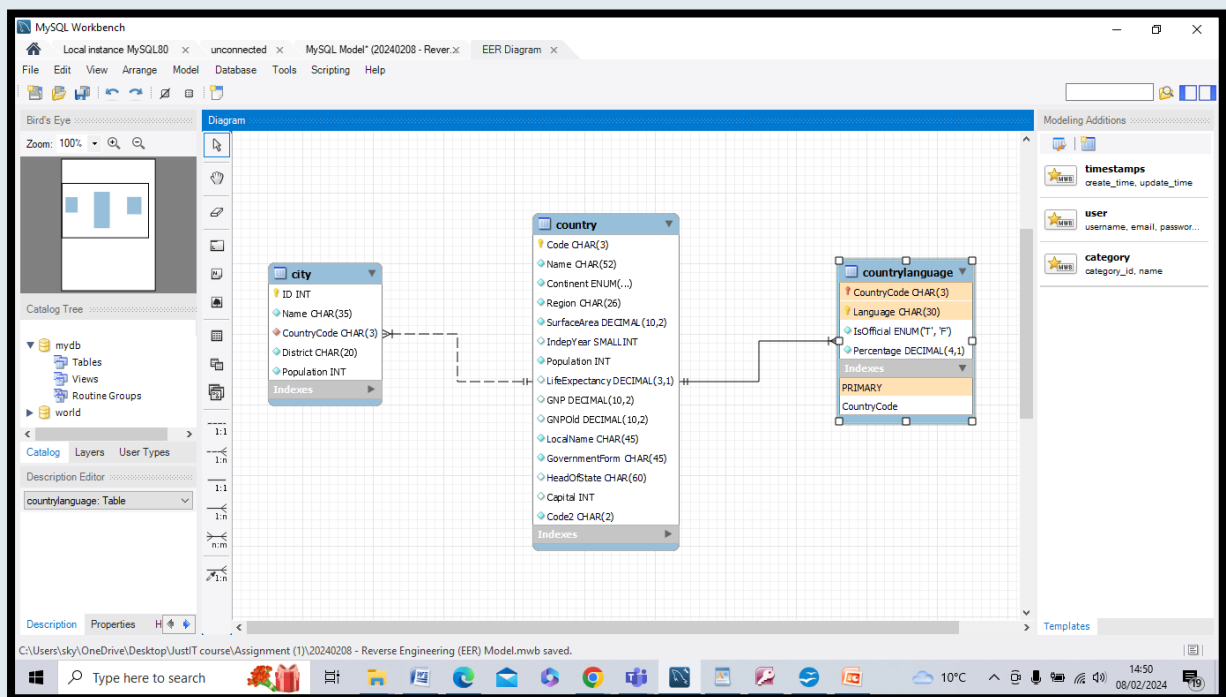 MySQL Workbench
Local instance MySQL80 × unconnected × MySQL Model* (20240208 - Rever.× EER Diagram ×
File Edit View Arrange Model Database Tools Scripting Help
Bird's Eye
Zoom: 100%
Catalog Tree
mydb
Tables
Views
Routine Groups
world
Catalog Layers User Types
Description Editor
countrylanguage: Table
Description Properties H
Diagram
1:1
1:n
1:1
1:n
n:m
1:n
city
ID INT
Name CHAR(35)
CountryCode CHAR(3)
District CHAR(20)
Population INT
Indexes
country
Code CHAR(3)
Name CHAR(52)
Continent ENUM(...)
Region CHAR(26)
SurfaceArea DECIMAL(10,2)
IndepYear SMALLINT
Population INT
LifeExpectancy DECIMAL(3,1)
GNP DECIMAL(10,2)
GNPOld DECIMAL(10,2)
LocalName CHAR(45)
GovernmentForm CHAR(45)
HeadOfState CHAR(60)
Capital INT
Code2 CHAR(2)
Indexes
countrylanguage
CountryCode CHAR(3)
Language CHAR(30)
IsOfficial ENUM('T', 'F')
Percentage DECIMAL(4,1)
Indexes
PRIMARY
CountryCode
Modeling Additions
timestamps
create_time, update_time
user
username, email, passwor...
category
category_id, name
Templates
C:\Users\sky\OneDrive\Desktop\JustIT course\Assignment (1)\20240208 - Reverse Engineering (EER) Model.mwb saved.
Type here to search
10°C
14:50
08/02/2024
19